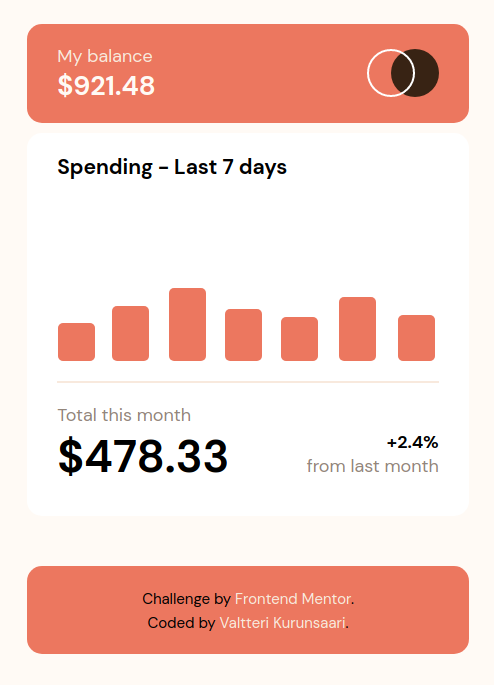 My balance
$921.48
Spending - Last 7 days
Total this month
$478.33
+2.4%
from last month
Challenge by Frontend Mentor.
Coded by Valtteri Kurunsaari.